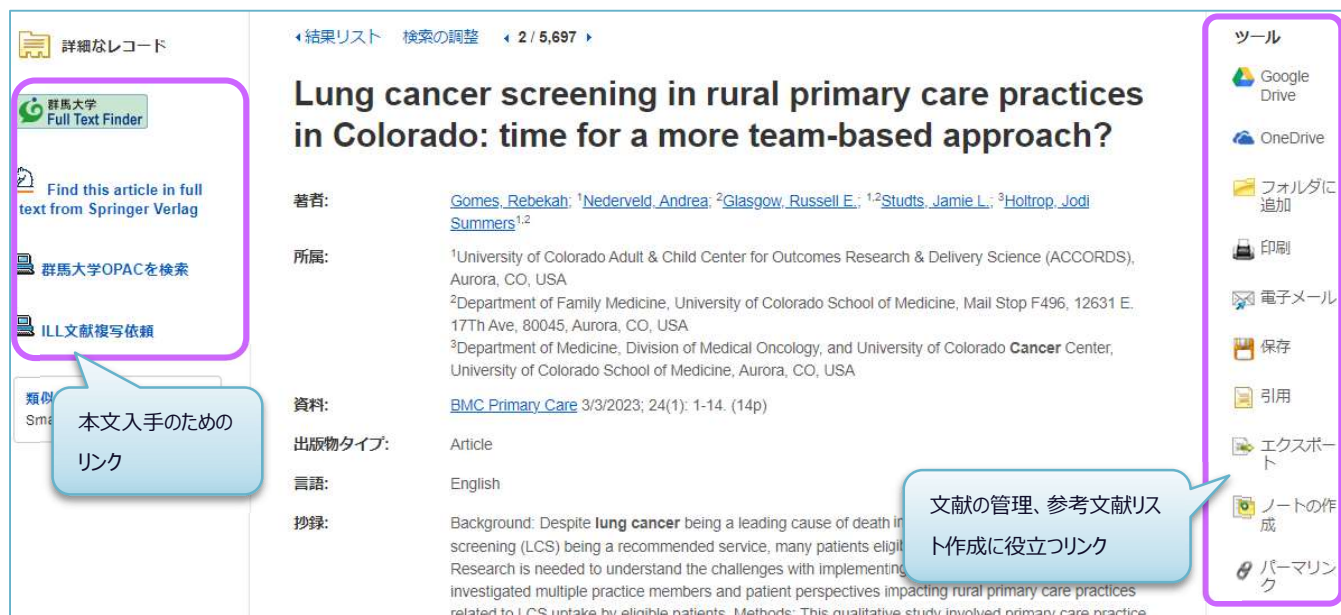 詳細なレコード
群馬大学
Full Text Finder
Find this article in full
text from Springer Verlag
群馬大学OPACを検索
ILL文献複写依頼
類似
Sma
本文入手のための
リンク
結果リスト 検索の調整 2 / 5,697
Lung cancer screening in rural primary care practices
in Colorado: time for a more team-based approach?
著者: Gomes, Rebekah; ¹Nederveld, Andrea; ²Glasgow, Russell E.; ¹,²Studts, Jamie L.; ³Holtrop, Jodi
Summers¹,²
所属: ¹University of Colorado Adult & Child Center for Outcomes Research & Delivery Science (ACCORDS),
Aurora, CO, USA
²Department of Family Medicine, University of Colorado School of Medicine, Mail Stop F496, 12631 E.
17Th Ave, 80045, Aurora, CO, USA
³Department of Medicine, Division of Medical Oncology, and University of Colorado Cancer Center,
University of Colorado School of Medicine, Aurora, CO, USA
資料: BMC Primary Care 3/3/2023; 24(1): 1-14. (14p)
出版物タイプ: Article
言語: English
抄録: Background: Despite lung cancer being a leading cause of death in
screening (LCS) being a recommended service, many patients
Research is needed to understand the challenges with implementing
investigated multiple practice members and patient perspectives impacting rural primary care practices
related to LCS uptake by eligible patients. Methods: This qualitative study involved primary care practice
文献の管理、参考文献リス
ト作成に役立つリンク
ツール
Google
Drive
OneDrive
フォルダに
追加
印刷
電子メール
保存
引用
エクスポー
ト
ノートの作
成
パーマリン
ク